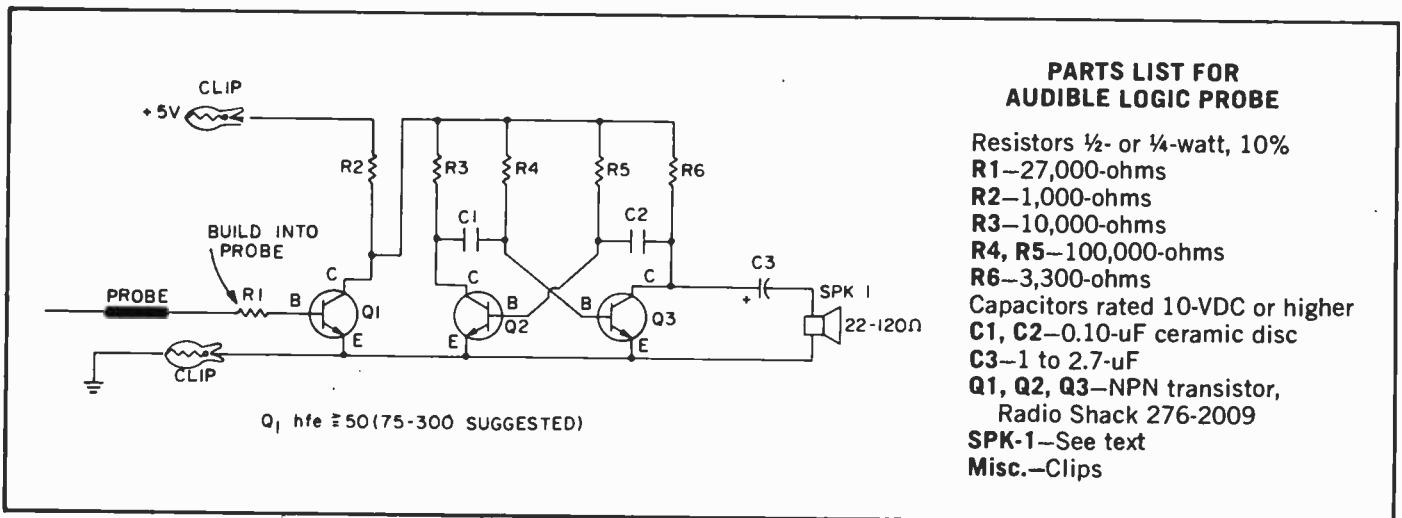 CLIP
+5V
R2
R3
R4
R5
R6
C1
C2
BUILD INTO
PROBE
C3
PROBE
R1
B
C
Q1
E
C
B
Q2
E
B
C
Q3
E
+
SPK 1
22-120Ω
CLIP
Q1 hfe ≧ 50 (75-300 SUGGESTED)
PARTS LIST FOR
AUDIBLE LOGIC PROBE
Resistors ½- or ¼-watt, 10%
R1—27,000-ohms
R2—1,000-ohms
R3—10,000-ohms
R4, R5—100,000-ohms
R6—3,300-ohms
Capacitors rated 10-VDC or higher
C1, C2—0.10-uF ceramic disc
C3—1 to 2.7-uF
Q1, Q2, Q3—NPN transistor,
Radio Shack 276-2009
SPK-1—See text
Misc.—Clips